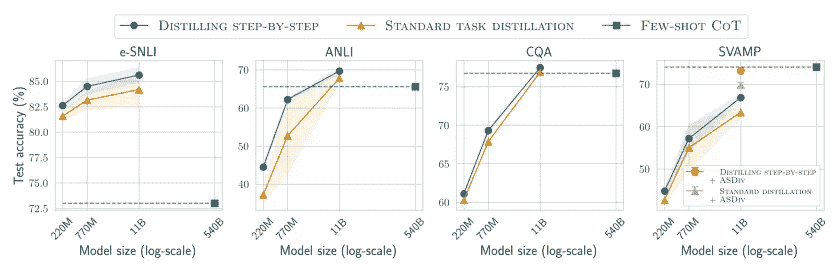 DISTILLING STEP-BY-STEP STANDARD TASK DISTILLATION FEW-SHOT COT
e-SNLI ANLI CQA SVAMP
Test accuracy (%)
85.0
82.5
80.0
77.5
75.0
72.5
220M 770M 11B 540B
Model size (log-scale)
70
60
50
40
220M 770M 11B 540B
Model size (log-scale)
75
70
65
60
220M 770M 11B 540B
Model size (log-scale)
70
60
50
DISTILLING STEP-BY-STEP
+ ASDIV
STANDARD DISTILLATION
+ ASDIV
220M 770M 11B 540B
Model size (log-scale)